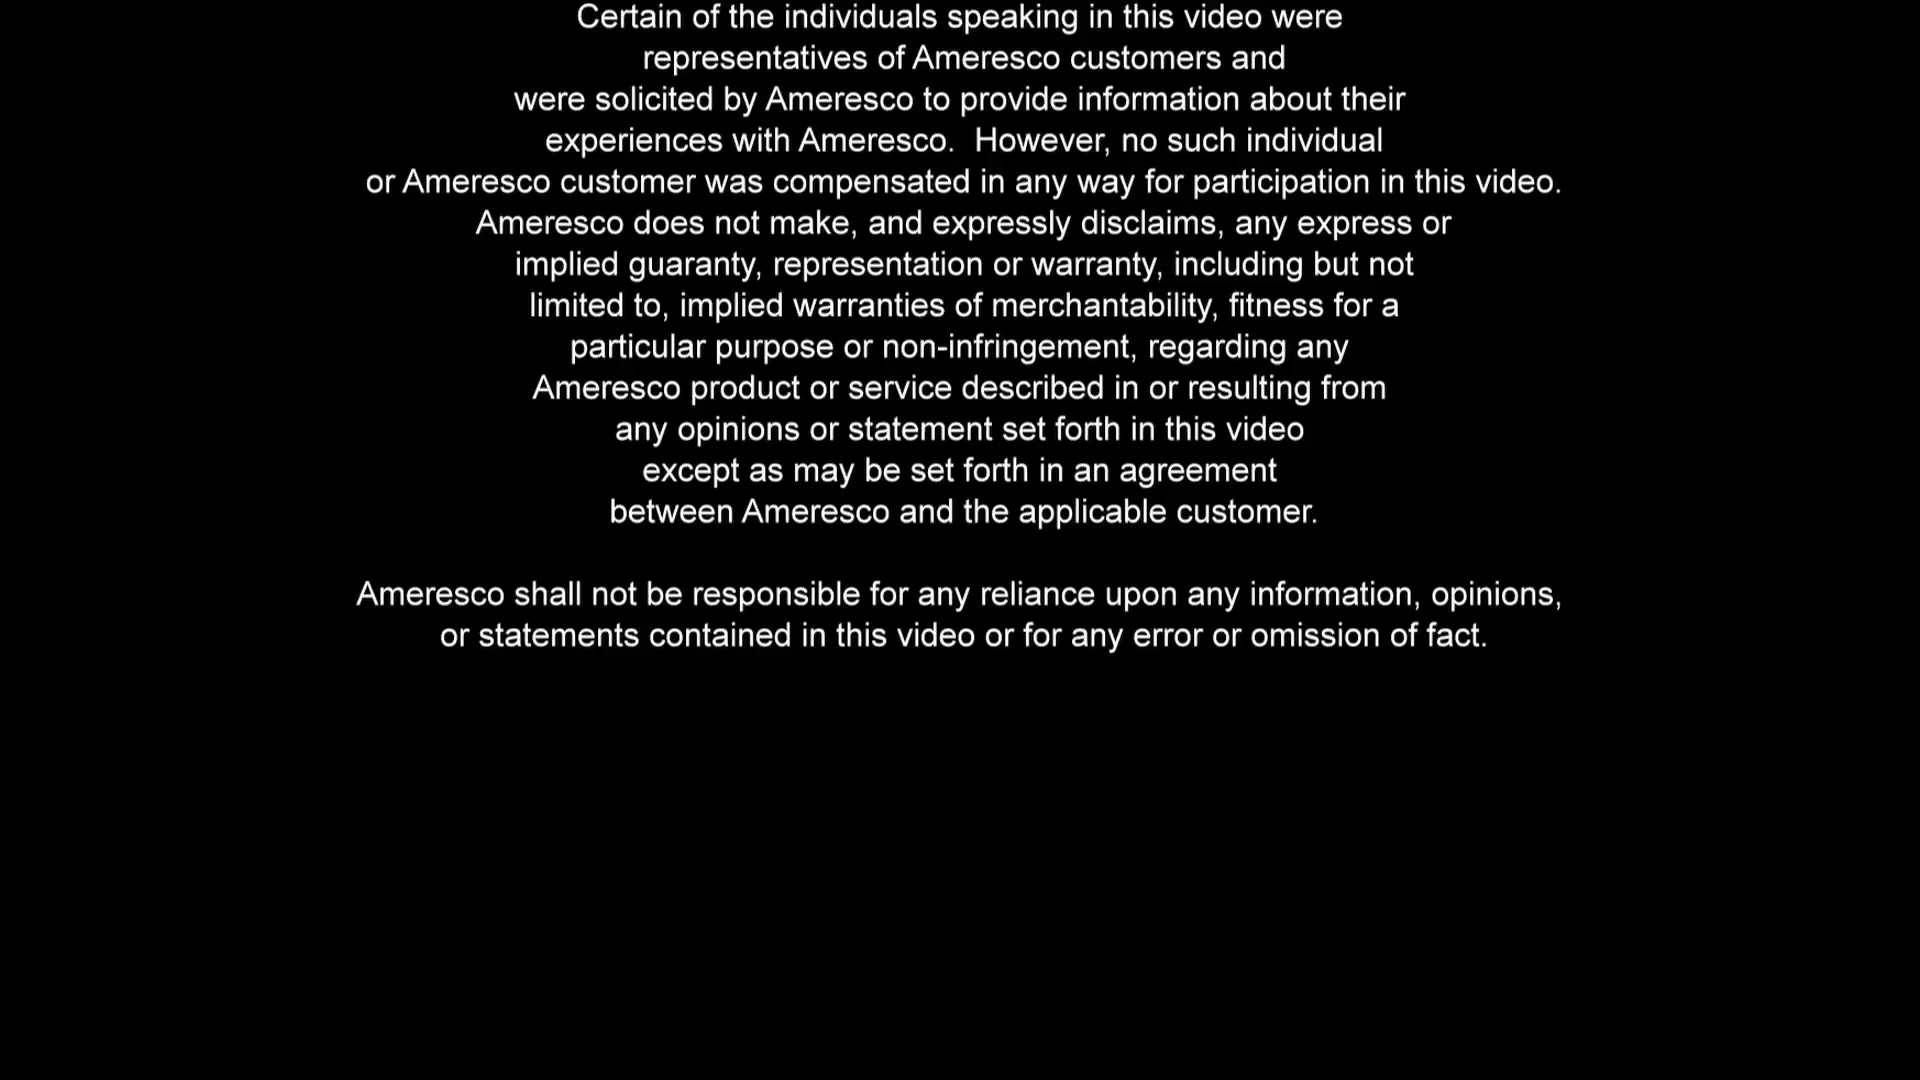 Certain of the individuals speaking in this video were
representatives of Ameresco customers and
were solicited by Ameresco to provide information about their
experiences with Ameresco.  However, no such individual
or Ameresco customer was compensated in any way for participation in this video.
Ameresco does not make, and expressly disclaims, any express or
implied guaranty, representation or warranty, including but not
limited to, implied warranties of merchantability, fitness for a
particular purpose or non-infringement, regarding any
Ameresco product or service described in or resulting from
any opinions or statement set forth in this video
except as may be set forth in an agreement
between Ameresco and the applicable customer.
Ameresco shall not be responsible for any reliance upon any information, opinions,
or statements contained in this video or for any error or omission of fact.